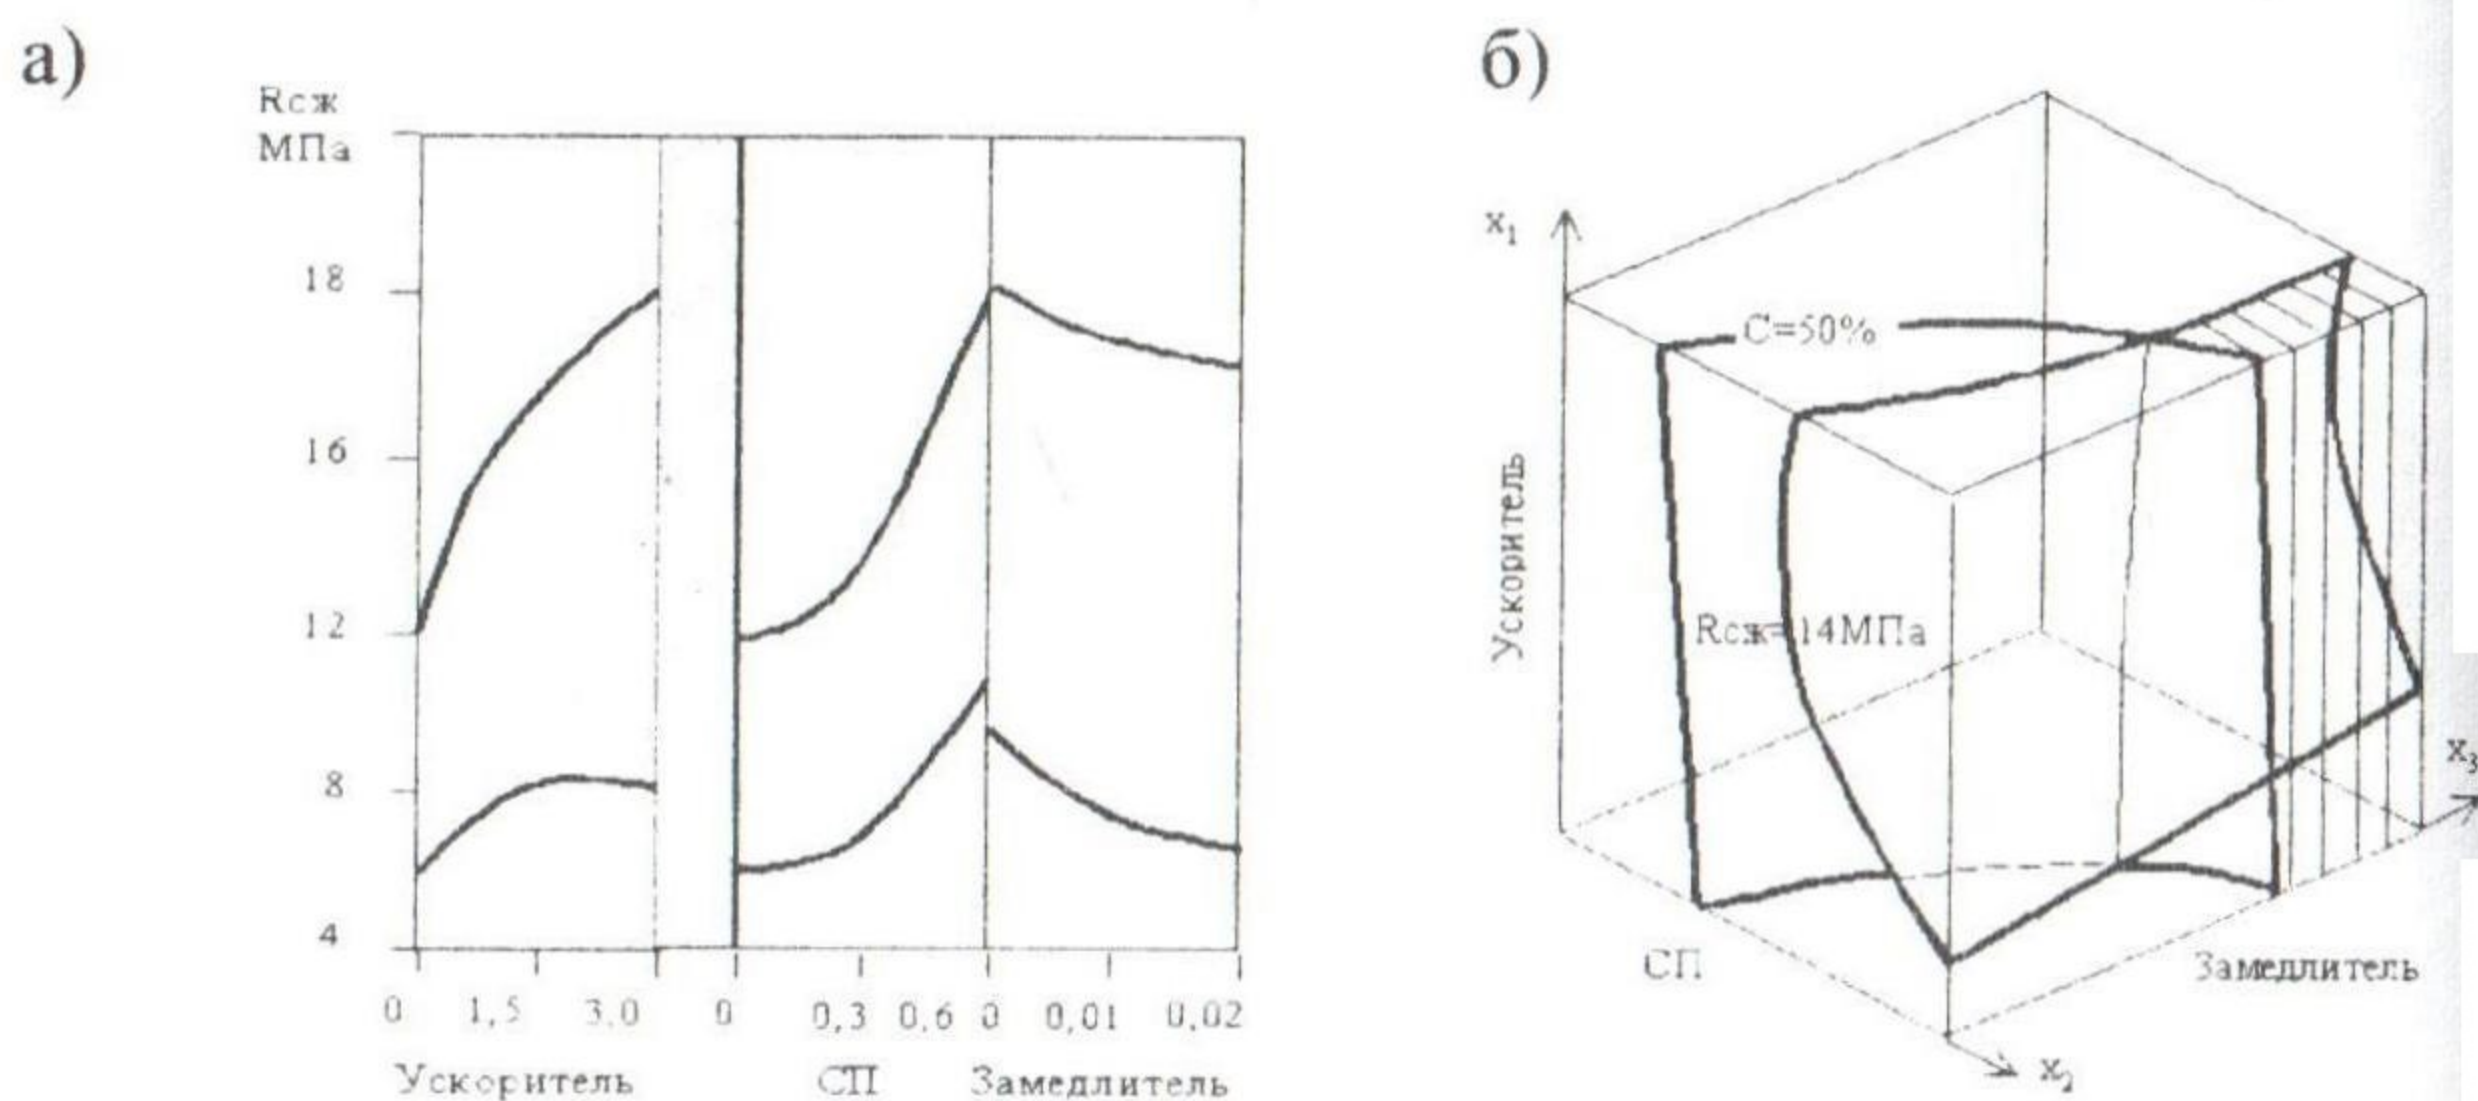 а)
Rсж
МПа
18
16
12
8
4
0 1,5 3,0 0 0,3 0,6 0 0,01 0,02
Ускоритель СП Замедлитель
б)
x₁
C=50%
Ускоритель
Rсж=14МПа
x₃
СП
Замедлитель
x₂